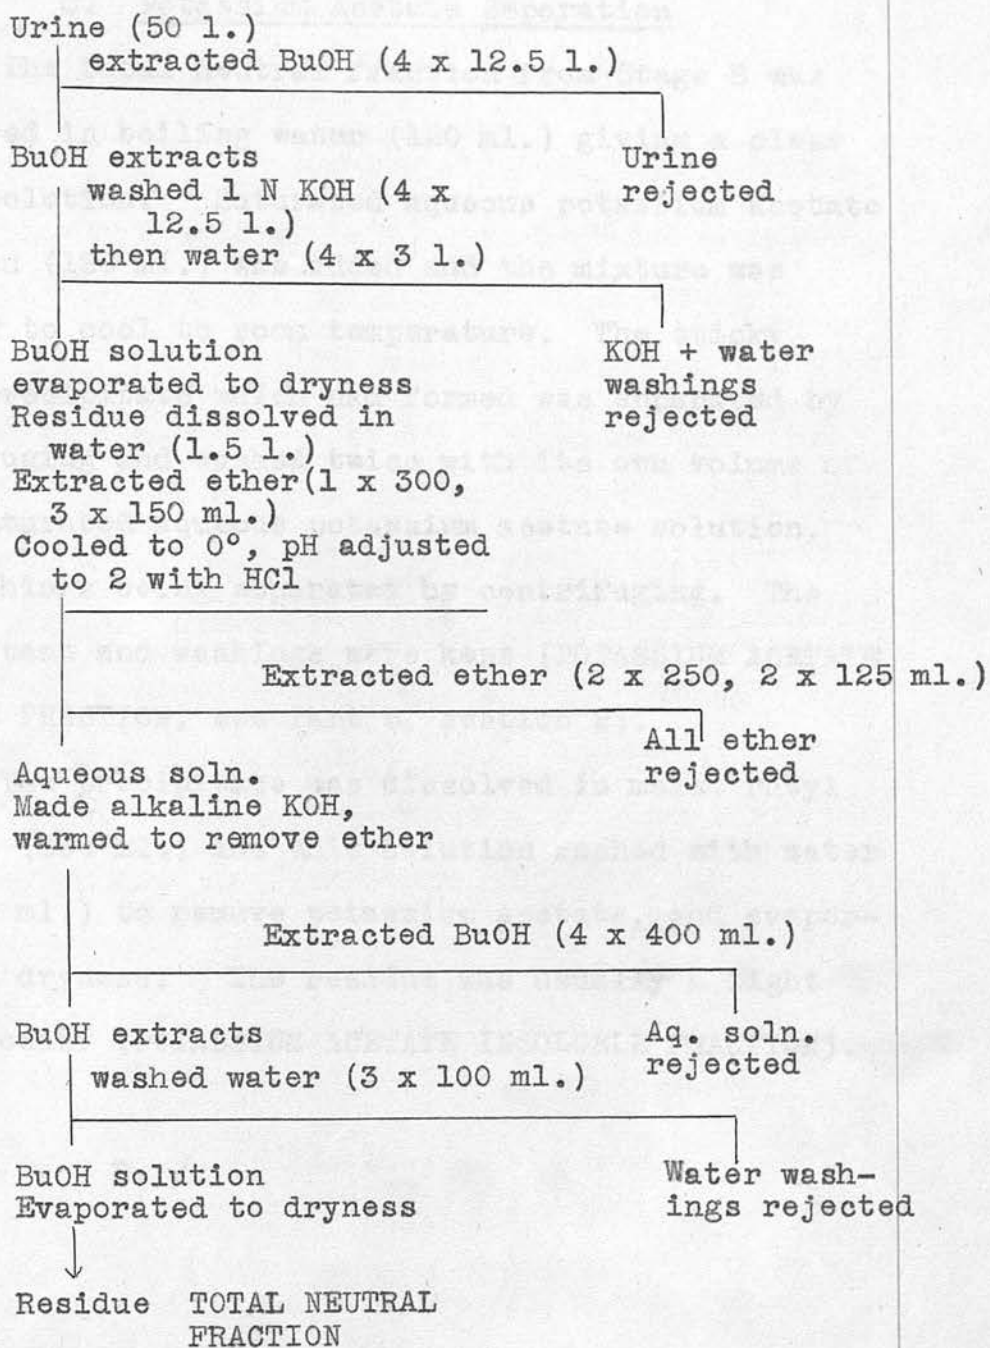 Urine (50 l.)
extracted BuOH (4 x 12.5 l.)
BuOH extracts
washed 1 N KOH (4 x
12.5 l.)
then water (4 x 3 l.)
Urine
rejected
BuOH solution
evaporated to dryness
Residue dissolved in
water (1.5 l.)
Extracted ether(1 x 300,
3 x 150 ml.)
Cooled to 0°, pH adjusted
to 2 with HCl
KOH + water
washings
rejected
Extracted ether (2 x 250, 2 x 125 ml.)
All ether
rejected
Aqueous soln.
Made alkaline KOH,
warmed to remove ether
Extracted BuOH (4 x 400 ml.)
BuOH extracts
washed water (3 x 100 ml.)
Aq. soln.
rejected
BuOH solution
Evaporated to dryness
Water wash-
ings rejected
Residue TOTAL NEUTRAL
FRACTION